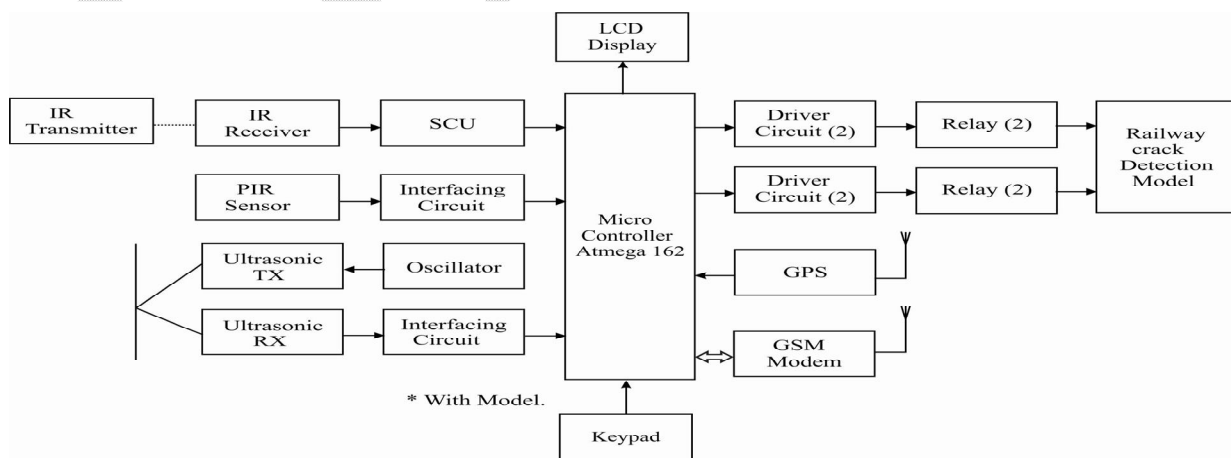 LCD
Display
IR
Transmitter
IR
Receiver
SCU
Driver
Circuit (2)
Relay (2)
Railway
crack
Detection
Model
PIR
Sensor
Interfacing
Circuit
Micro
Controller
Atmega 162
Driver
Circuit (2)
Relay (2)
Ultrasonic
TX
Oscillator
GPS
Ultrasonic
RX
Interfacing
Circuit
GSM
Modem
* With Model.
Keypad